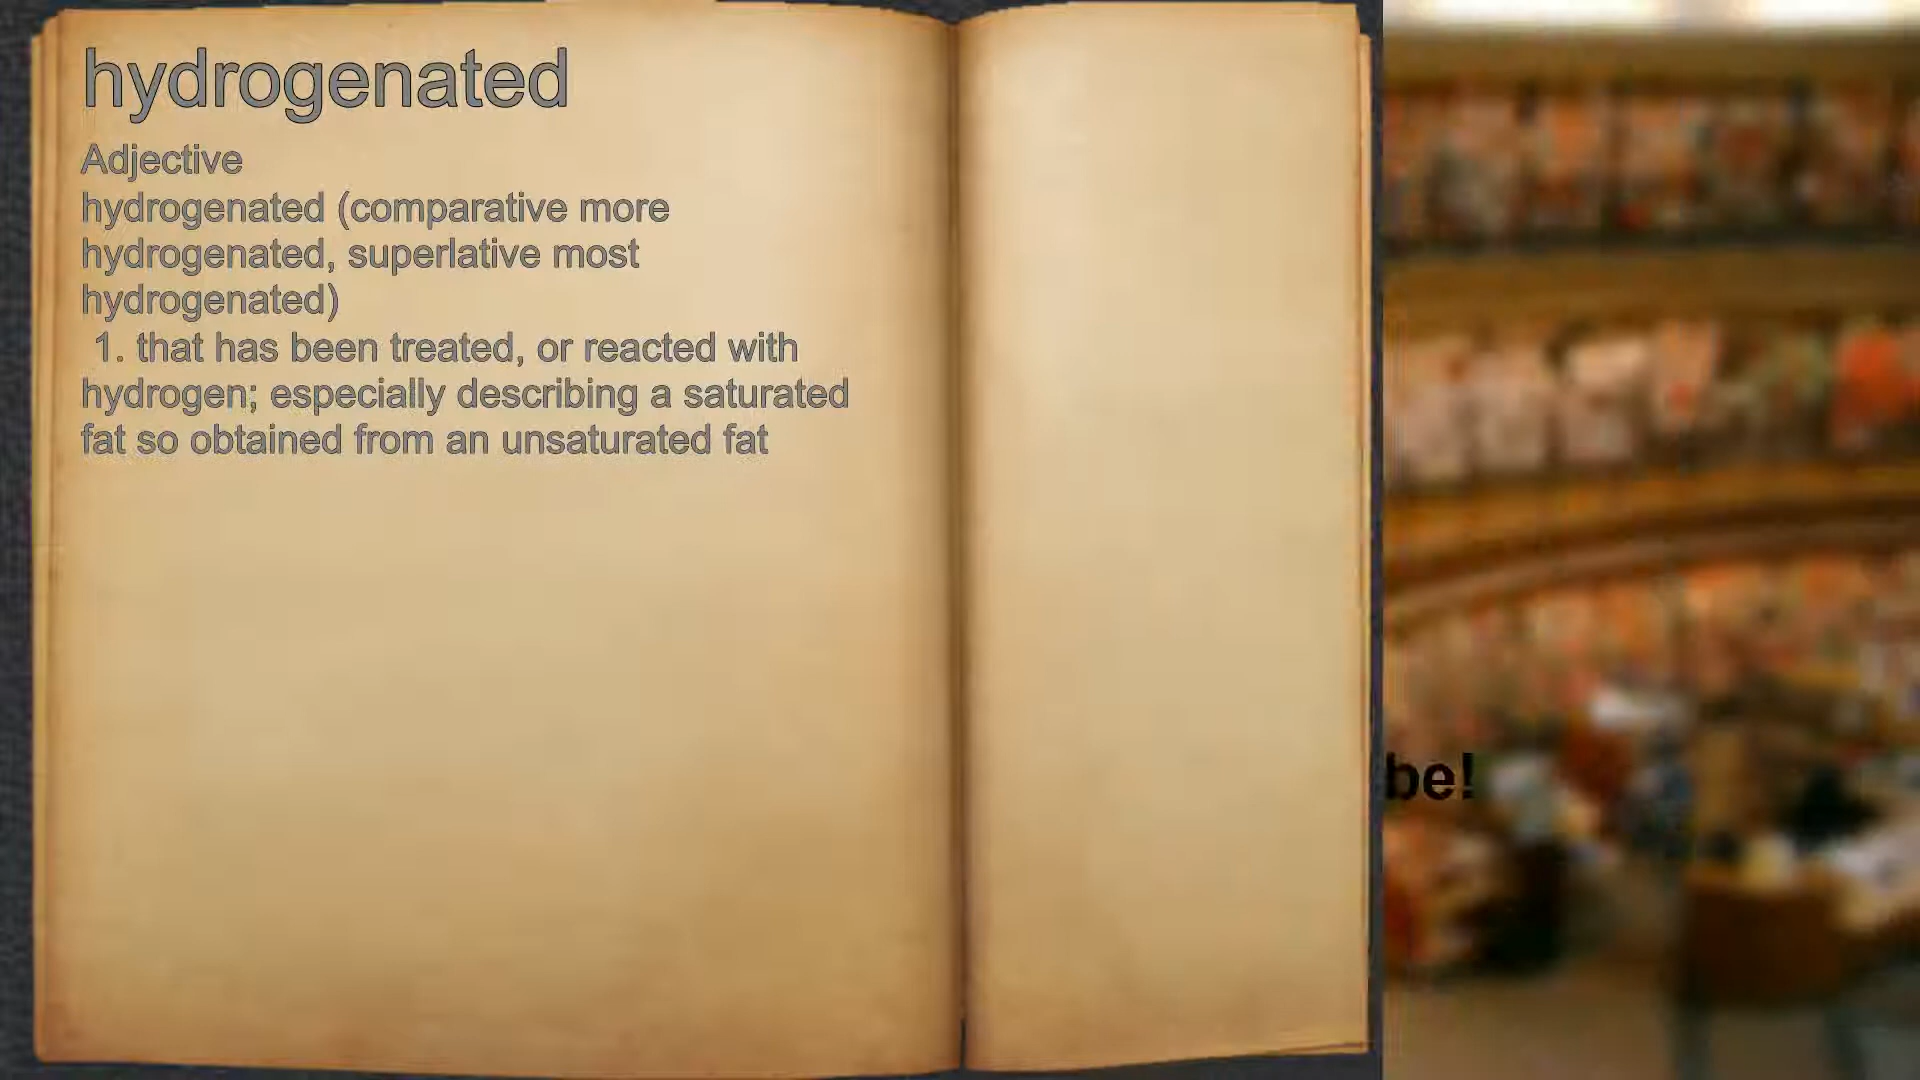 hydrogenated
Adjective
hydrogenated (comparative more
hydrogenated, superlative most
hydrogenated)
1. that has been treated, or reacted with
hydrogen; especially describing a saturated
fat so obtained from an unsaturated fat
be!